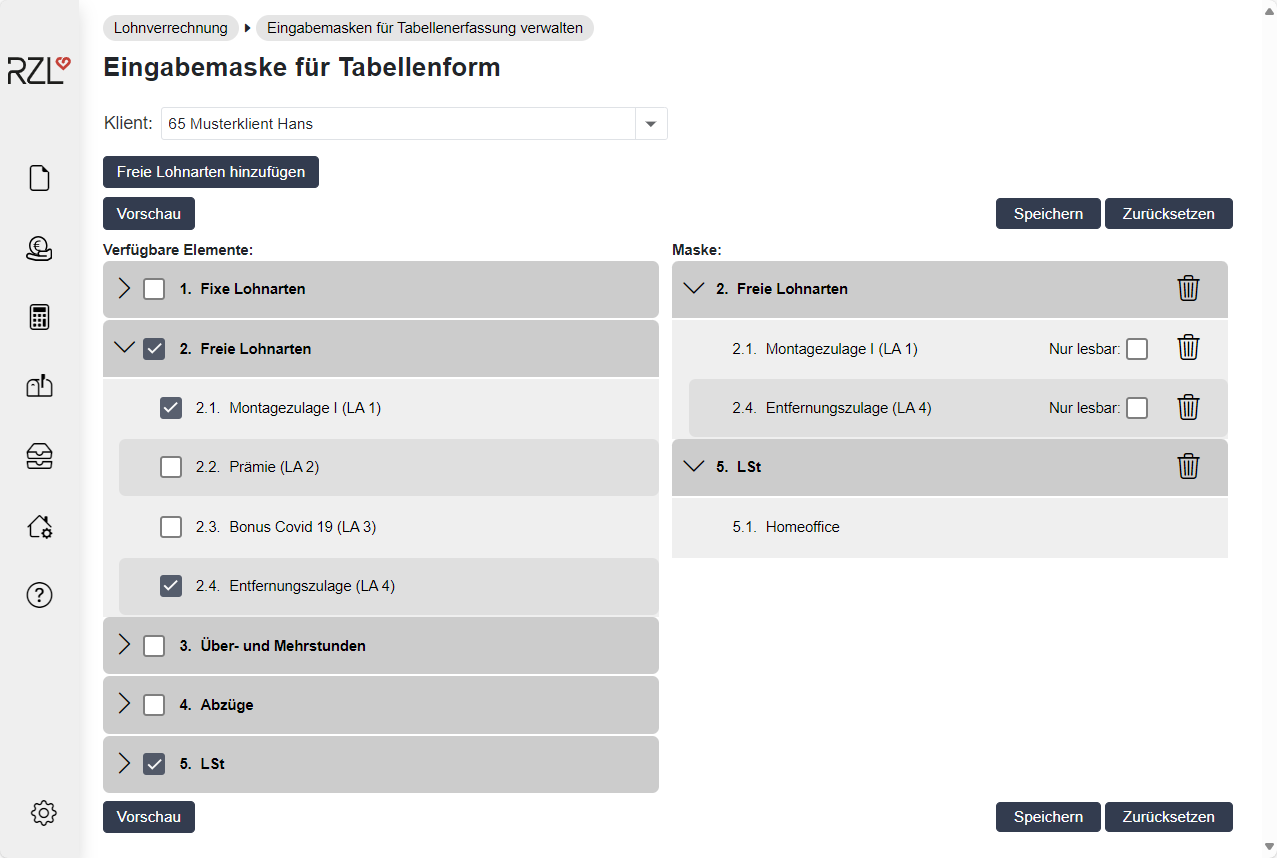 Lohnverrechnung Eingabemasken für Tabellenerfassung verwalten
RZL
Eingabemaske für Tabellenform
Klient: 65 Musterklient Hans
Freie Lohnarten hinzufügen
Vorschau Speichern Zurücksetzen
Verfügbare Elemente:
1. Fixe Lohnarten
2. Freie Lohnarten
2.1. Montagezulage I (LA 1)
2.2. Prämie (LA 2)
2.3. Bonus Covid 19 (LA 3)
2.4. Entfernungszulage (LA 4)
3. Über- und Mehrstunden
4. Abzüge
5. LSt
Maske:
2. Freie Lohnarten
2.1. Montagezulage I (LA 1) Nur lesbar:
2.4. Entfernungszulage (LA 4) Nur lesbar:
5. LSt
5.1. Homeoffice
Vorschau Speichern Zurücksetzen